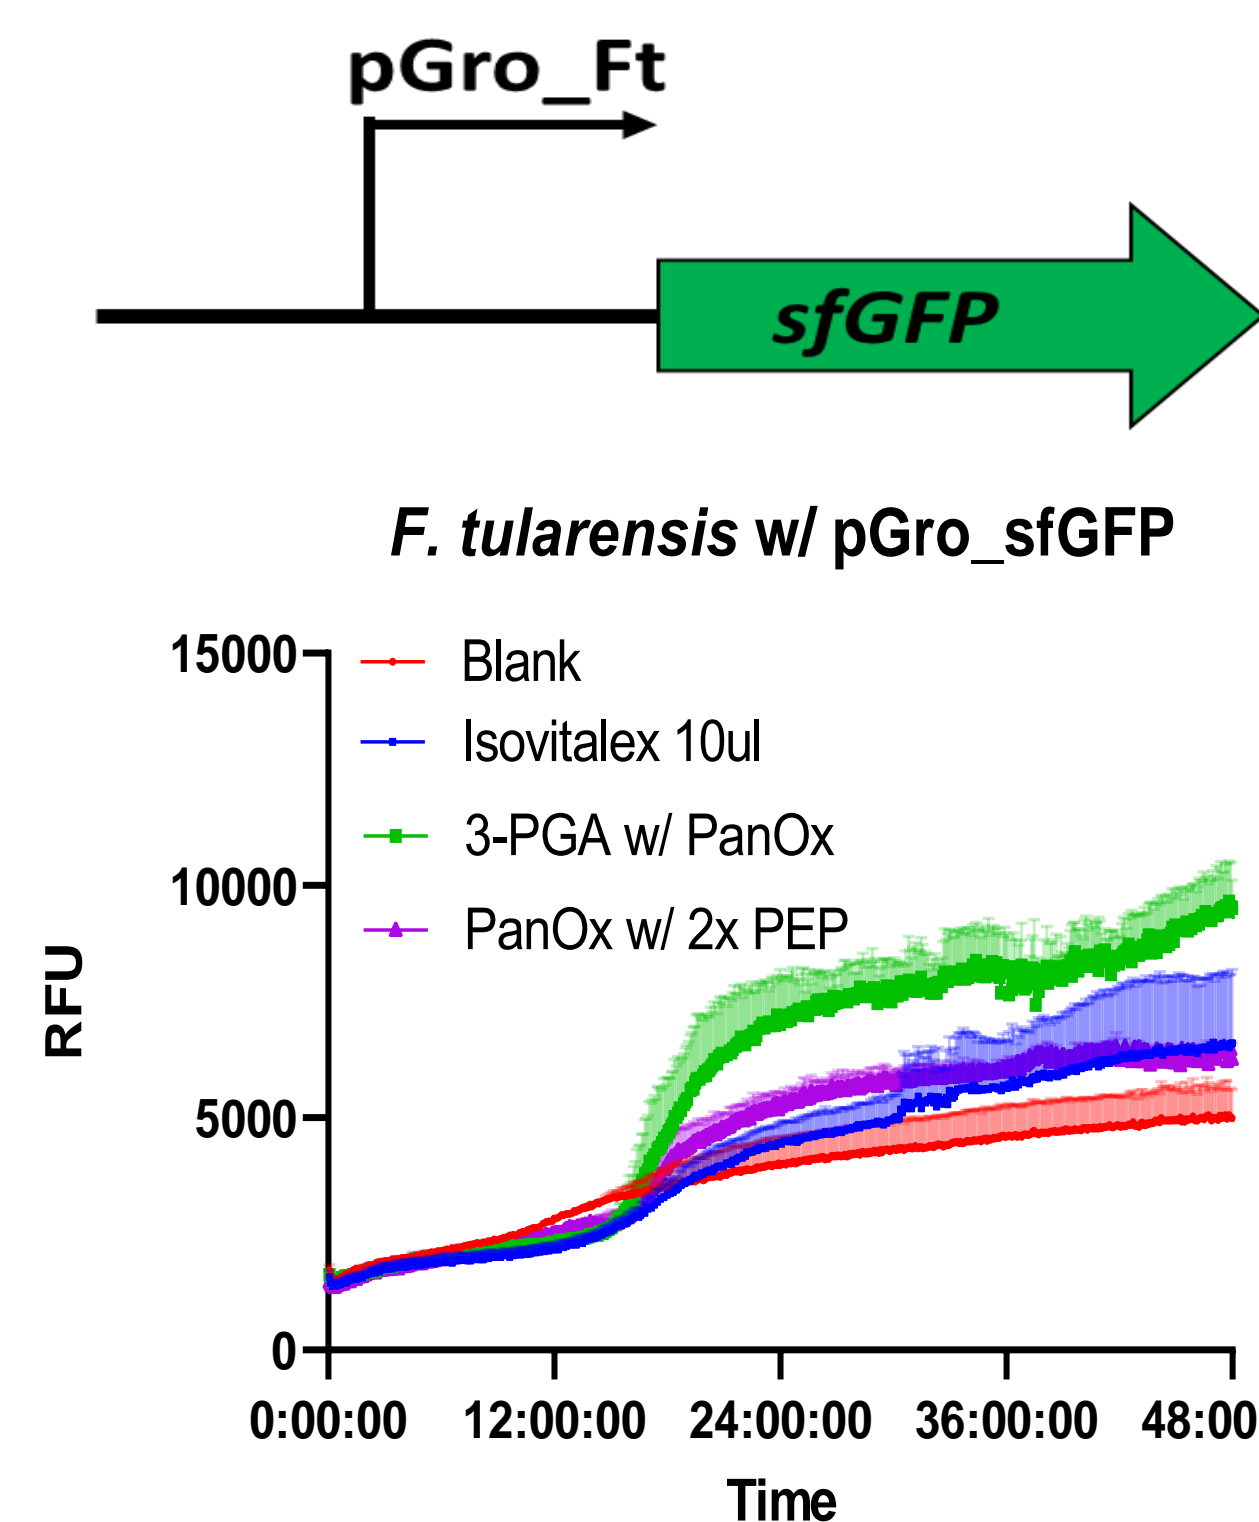 pGro_Ft
sfGFP
F. tularensis w/ pGro_sfGFP
15000
Blank
Isovitalex 10ul
3-PGA w/ PanOx
10000
PanOx w/ 2x PEP
RFU
5000
0
0:00:00 12:00:00 24:00:00 36:00:00 48:00
Time